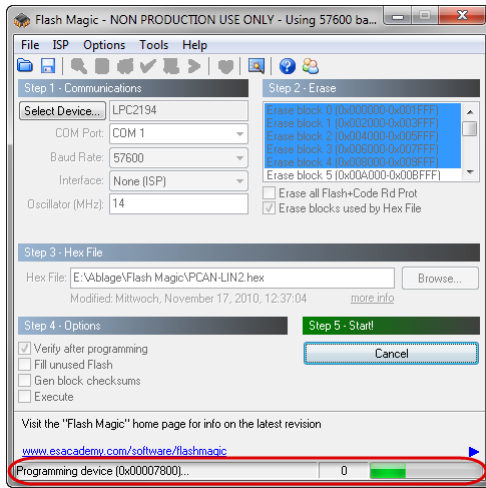 Flash Magic - NON PRODUCTION USE ONLY - Using 57600 ba...
File ISP Options Tools Help
Step 1 - Communications
Select Device... LPC2194
COM Port: COM 1
Baud Rate: 57600
Interface: None (ISP)
Oscillator (MHz): 14
Step 2 - Erase
Erase block 0 (0x000000-0x001FFF)
Erase block 1 (0x002000-0x003FFF)
Erase block 2 (0x004000-0x005FFF)
Erase block 3 (0x006000-0x007FFF)
Erase block 4 (0x008000-0x009FFF)
Erase block 5 (0x00A000-0x00BFFF)
Erase all Flash+Code Rd Prot
Erase blocks used by Hex File
Step 3 - Hex File
Hex File: E:\Ablage\Flash Magic\PCAN-LIN2.hex Browse...
Modified: Mittwoch, November 17, 2010, 12:37:04 more info
Step 4 - Options
Verify after programming
Fill unused Flash
Gen block checksums
Execute
Step 5 - Start!
Cancel
Visit the "Flash Magic" home page for info on the latest revision
www.esacademy.com/software/flashmagic
Programming device (0x00007800)... 0